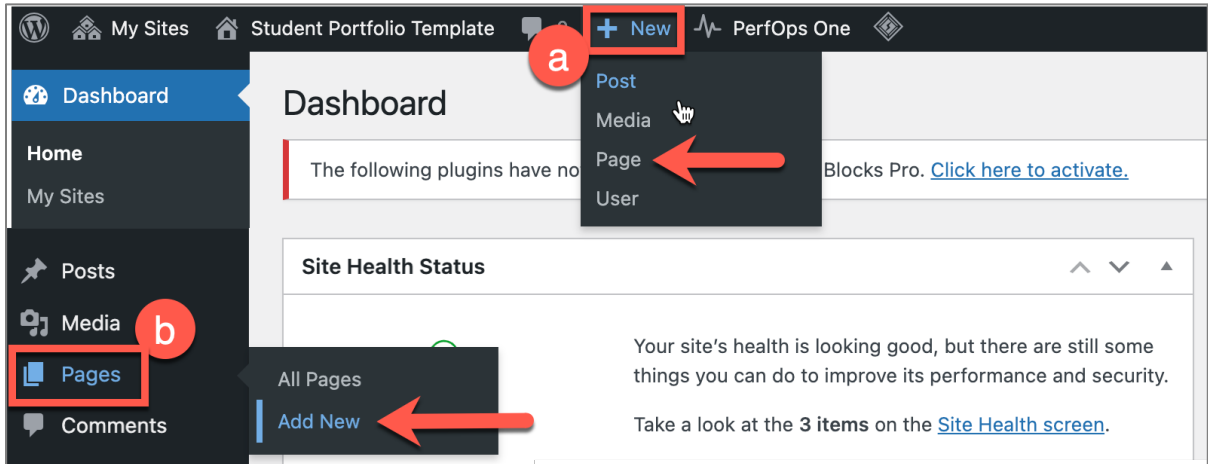 My Sites Student Portfolio Template + New PerfOps One
a
Post
Media
Page
User
Dashboard
Home
My Sites
Posts
Media
b
Pages
Comments
All Pages
Add New
Dashboard
The following plugins have no Blocks Pro. Click here to activate.
Site Health Status
Your site's health is looking good, but there are still some
things you can do to improve its performance and security.
Take a look at the 3 items on the Site Health screen.